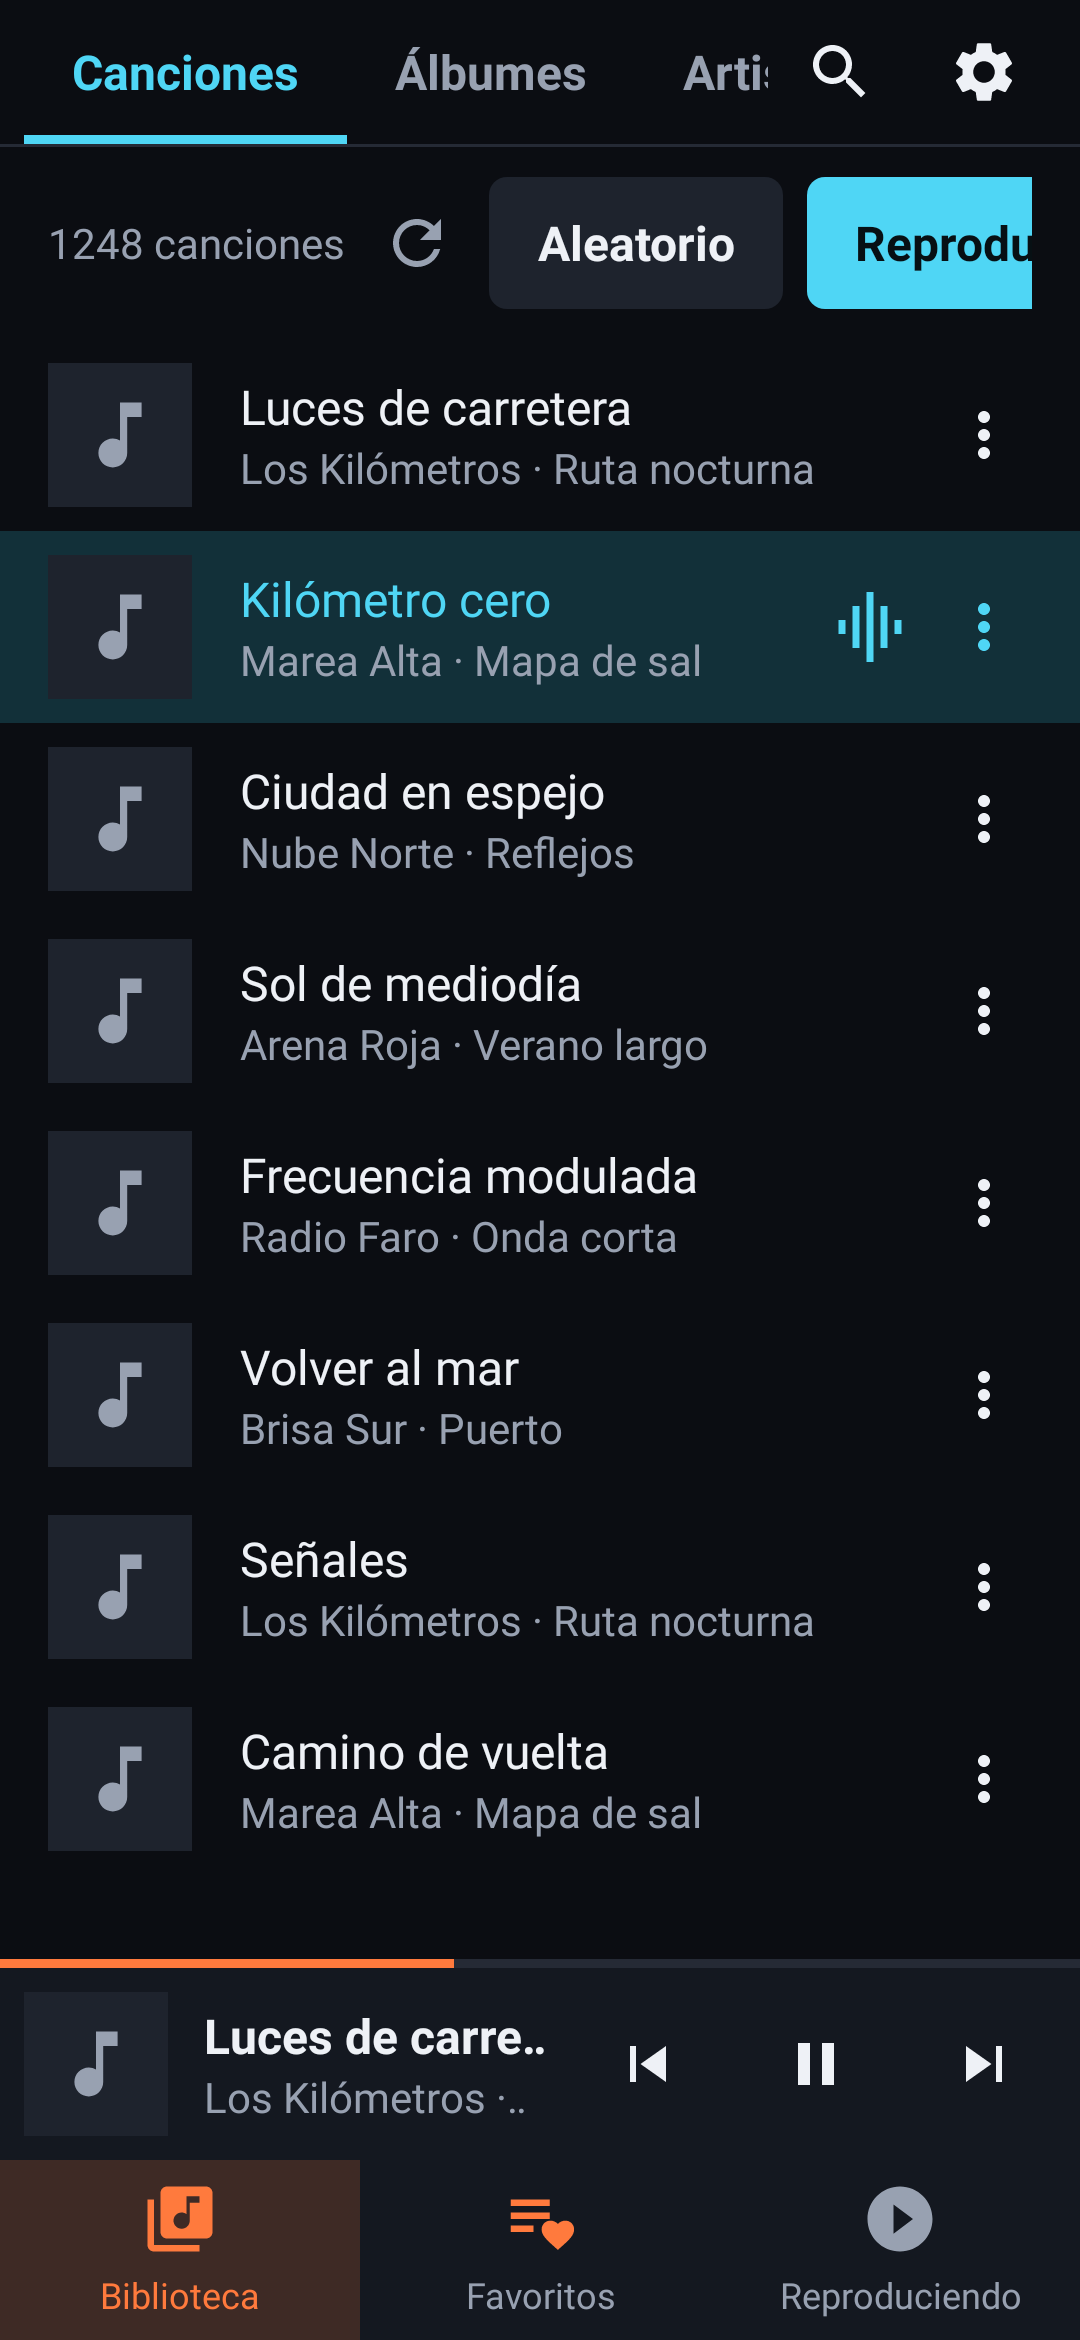 Canciones Álbumes Artis
1248 canciones Aleatorio Reprodu
Luces de carretera
Los Kilómetros · Ruta nocturna
Kilómetro cero
Marea Alta · Mapa de sal
Ciudad en espejo
Nube Norte · Reflejos
Sol de mediodía
Arena Roja · Verano largo
Frecuencia modulada
Radio Faro · Onda corta
Volver al mar
Brisa Sur · Puerto
Señales
Los Kilómetros · Ruta nocturna
Camino de vuelta
Marea Alta · Mapa de sal
Luces de carre..
Los Kilómetros ·..
Biblioteca Favoritos Reproduciendo